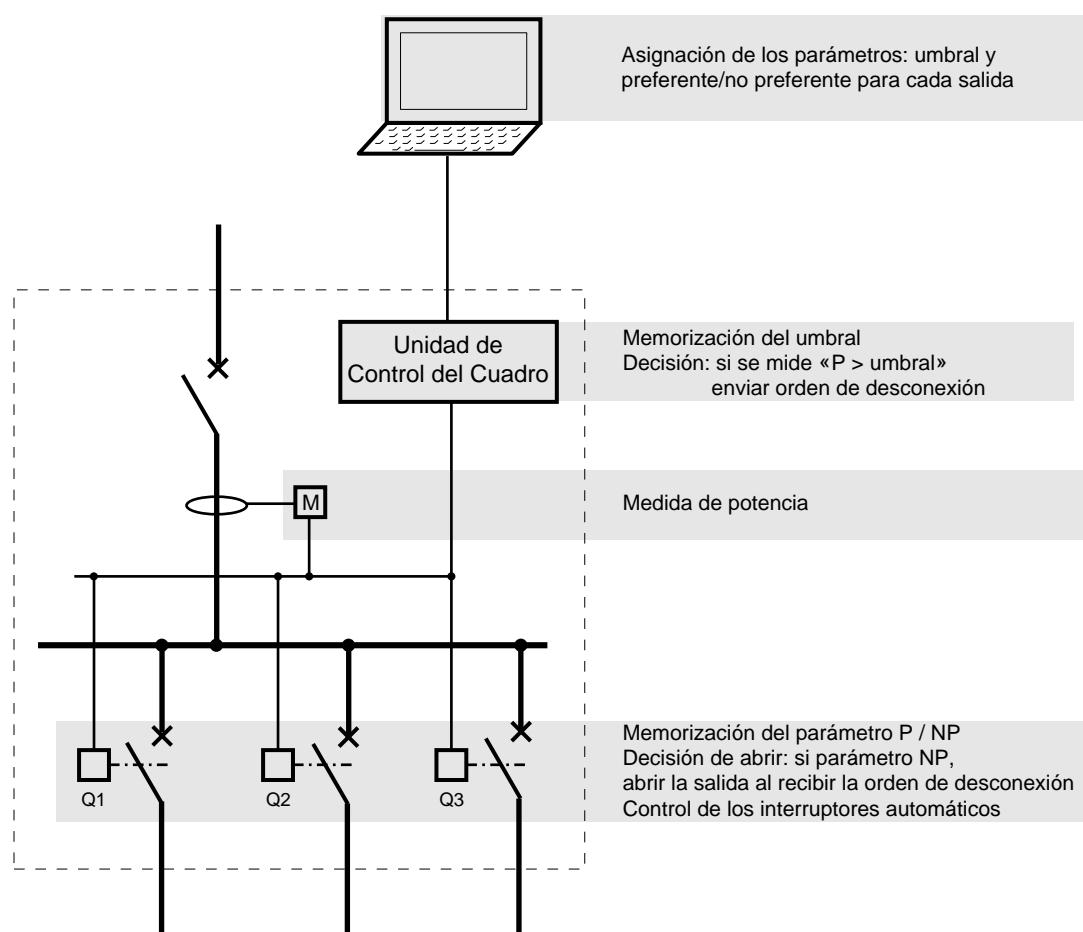 Asignación de los parámetros: umbral y
preferente/no preferente para cada salida
Unidad de
Control del Cuadro
Memorización del umbral
Decisión: si se mide «P > umbral»
enviar orden de desconexión
M
Medida de potencia
Memorización del parámetro P / NP
Decisión de abrir: si parámetro NP,
abrir la salida al recibir la orden de desconexión
Control de los interruptores automáticos
Q1
Q2
Q3